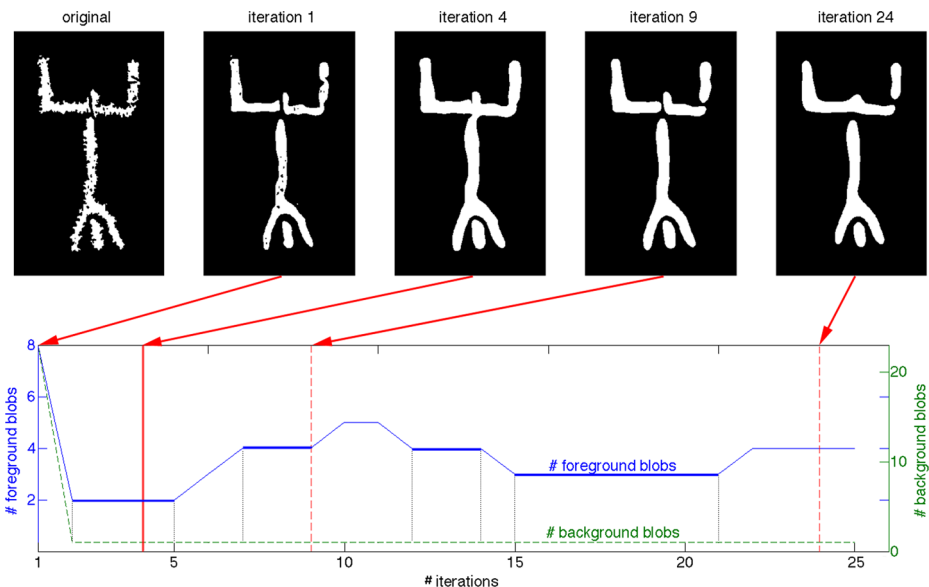 original
iteration 1
iteration 4
iteration 9
iteration 24
8
6
4
2
# foreground blobs
20
10
0
# background blobs
# foreground blobs
# background blobs
1
5
10
15
20
25
# iterations